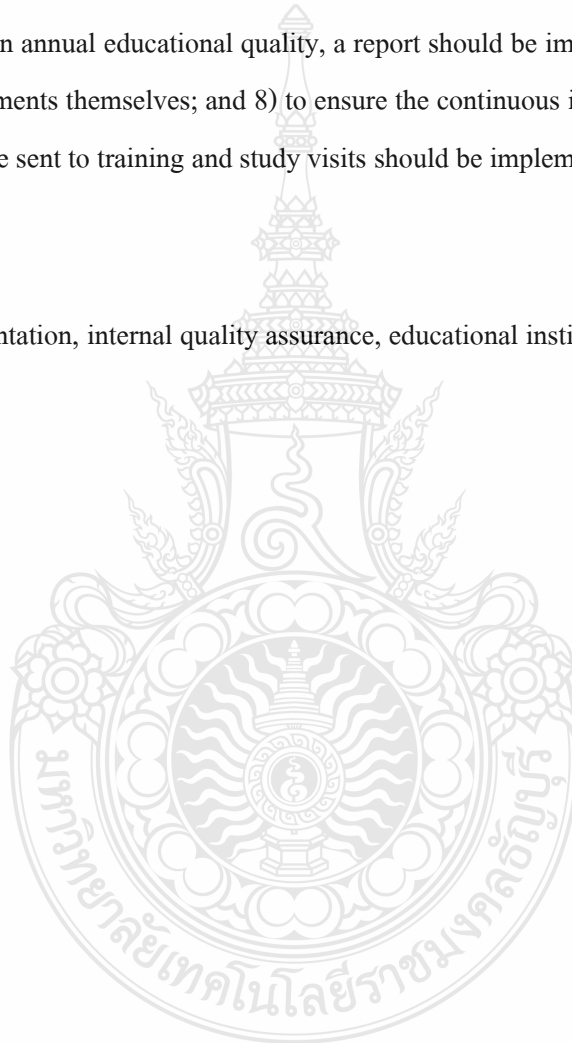 n annual educational quality, a report should be im
ments themselves; and 8) to ensure the continuous i
e sent to training and study visits should be implem
ntation, internal quality assurance, educational insti
มหาวิทยาลัยเทคโนโลยีราชมงคลธัญบุรี